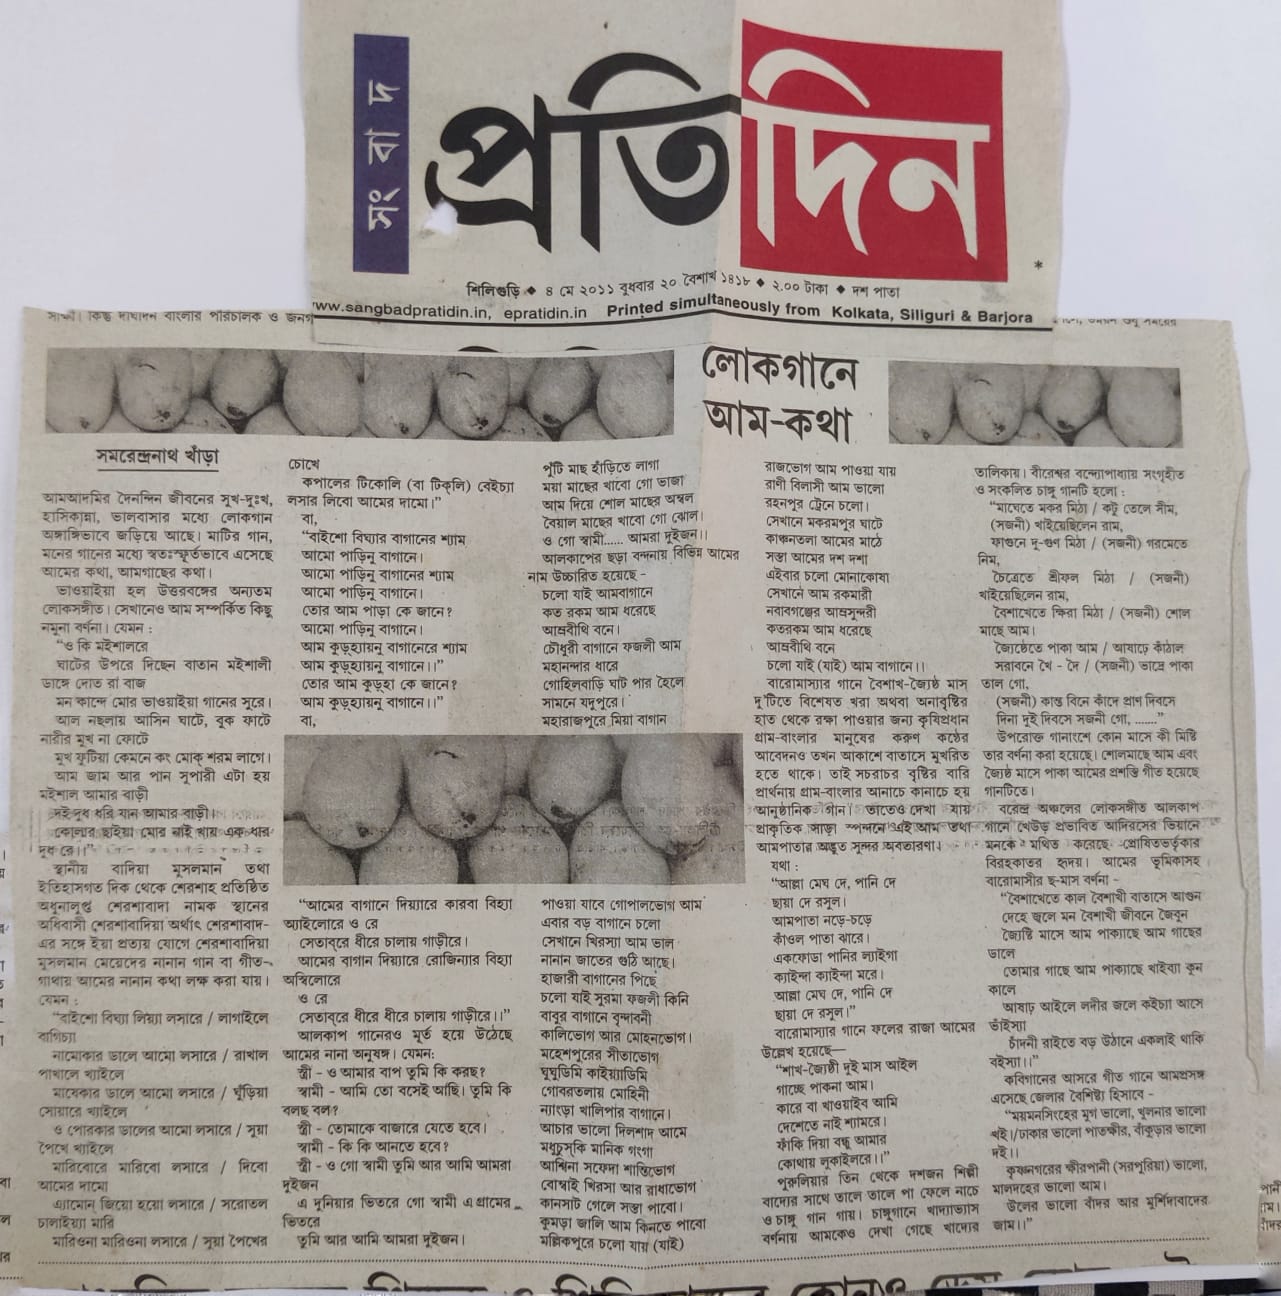 সংবাদ
প্রতিদিন
শিলিগুড়ি ◆ ৪ মে ২০১১ বুধবার ২০ বৈশাখ ১৪১৮ ◆ ২.০০ টাকা ◆ দশ পাতা
www.sangbadpratidin.in, epratidin.in Printed simultaneously from Kolkata, Siliguri & Barjora
লোকগানে
আম-কথা
সমরেন্দ্রনাথ খাঁড়া
আমআদমির দৈনন্দিন জীবনের সুখ-দুঃখ,
হাসিকান্না, ভালবাসার মধ্যে লোকগান
অঙ্গাঙ্গিভাবে জড়িয়ে আছে। মাটির গান,
মনের গানের মধ্যে স্বতঃস্ফূর্তভাবে এসেছে
আমের কথা, আমগাছের কথা।
ভাওয়াইয়া হল উত্তরবঙ্গের অন্যতম
লোকসঙ্গীত। সেখানেও আম সম্পর্কিত কিছু
নমুনা বর্ণনা। যেমন :
"ও কি মইশালরে
ঘাটের উপরে দিছেন বাতান মইশালী
ডাঙ্গে দোত রা বাজ
মন কান্দে মোর ভাওয়াইয়া গানের সুরে।
আল নছলায় আসিন ঘাটে, বুক ফাটে
নারীর মুখ না ফোটে
মুখ ফুটিয়া কেমনে কং মোক্ শরম লাগে।
আম জাম আর পান সুপারী এটা হয়
মইশাল আমার বাড়ী
দই দুধ ধরি যান আমার বাড়ী।
কোলার ছইয়া মোর নাই খায় এক ধার
দুধ রে।।"
স্থানীয় বাদিয়া মুসলমান তথা
ইতিহাসগত দিক থেকে শেরশাহ প্রতিষ্ঠিত
অধুনালুপ্ত শেরশাবাদা নামক স্থানের
অধিবাসী শেরশাবাদিয়া অর্থাৎ শেরশাবাদ-
এর সঙ্গে ইয়া প্রত্যয় যোগে শেরশাবাদিয়া
মুসলমান মেয়েদের নানান গান বা গীত-
গাথায় আমের নানান কথা লক্ষ করা যায়।
যেমন :
"বাইশো বিঘ্যা লিয়্যা লসারে / লাগাইলে
বাগিচ্যা
নামোকার ডালে আমো লসারে / রাখাল
পাখালে খ্যাইলে
মাঝেকার ডালে আমো লসারে / ঘুঁড়িয়া
সোয়ারে খ্যাইলে
ও পোরকার ডালের আমো লসারে / সুয়া
পৈখে খ্যাইলে
মারিবোরে মারিবো লসারে / দিবো
আমের দামো
এ্যামোন্ জিয়ো হয়ো লসারে / সরোতল
চালাইয়্যা মারি
মারিওনা মারিওনা লসারে / সুয়া পৈখের
চোখে
কপালের টিকোলি (বা টিক্‌লি) বেইচ্যা
লসার লিবো আমের দামো।"
বা,
"বাইশো বিঘ্যার বাগানের শ্যাম
আমো পাড়িনু বাগানে।
আমো পাড়িনু বাগানের শ্যাম
আমো পাড়িনু বাগানে।
তোর আম পাড়া কে জানে?
আমো পাড়িনু বাগানে।
আম কুড়্‌হ্যায়নু বাগানেরে শ্যাম
আম কুড়্‌হ্যায়নু বাগানে।।"
তোর আম কুড়্‌হা কে জানে?
আম কুড়্‌হ্যায়নু বাগানে।।"
বা,
"আমের বাগানে দিয়্যারে কারবা বিহ্যা
অ্যাইলোরে ও রে
সেতাব্‌রে ধীরে চালায় গাড়ীরে।
আমের বাগান দিয়্যারে রোজিন্যার বিহ্যা
অস্থিলোরে
ও রে
সেতাব্‌রে ধীরে ধীরে চালায় গাড়ীরে।।"
আলকাপ গানেরও মূর্ত হয়ে উঠেছে
আমের নানা অনুষঙ্গ। যেমন:
স্ত্রী - ও আমার বাপ তুমি কি করছ?
স্বামী - আমি তো বসেই আছি। তুমি কি
বলছ বল?
স্ত্রী - তোমাকে বাজারে যেতে হবে।
স্বামী - কি কি আনতে হবে?
স্ত্রী - ও গো স্বামী তুমি আর আমি আমরা
দুইজন
এ দুনিয়ার ভিতরে গো স্বামী এ গ্রামের
ভিতরে
তুমি আর আমি আমরা দুইজন।
পুঁটি মাছ হাঁড়িতে লাগা
ময়া মাছের খাবো গো ভাজা
আম দিয়ে শোল মাছের অম্বল
বৈয়াল মাছের খাবো গো ঝোল।
ও গো স্বামী...... আমরা দুইজন।।
আলকাপের ছড়া বন্দনায় বিভিন্ন আমের
নাম উচ্চারিত হয়েছে -
চলো যাই আমবাগানে
কত রকম আম ধরেছে
আম্রবীথি বনে।
চৌধুরী বাগানে ফজলী আম
মহানন্দার ধারে
গোহিলবাড়ি ঘাট পার হৈলে
সামনে যদুপুরে।
মহারাজপুরে মিয়া বাগান
পাওয়া যাবে গোপালভোগ আম
এবার বড় বাগানে চলো
সেখানে খিরস্যা আম ভাল
নানান জাতের গুঠি আছে।
হাজারী বাগানের পিছে
চলো যাই সুরমা ফজলী কিনি
বাবুর বাগানে বৃন্দাবনী
কালিভোগ আর মোহনভোগ।
মহেশপুরের সীতাভোগ
ঘুঘুডিমি কাইয়্যাডিমি
গোবরতলায় মোহিনী
ন্যাংড়া খালিপার বাগানে।
আচার ভালো দিলশাদ আমে
মধুচুস্‌কি মানিক গংগা
আশ্বিনা সফেদা শান্তিভোগ
বোম্বাই খিরসা আর রাধাভোগ
কানসাট গেলে সস্তা পাবো।
কুমড়া জালি আম কিনতে পাবো
মল্লিকপুরে চলো যায় (যাই)
রাজভোগ আম পাওয়া যায়
রাণী বিলাসী আম ভালো
রহনপুর ট্রেনে চলো।
সেখানে মকরমপুর ঘাটে
কাঞ্চনতলা আমের মাঠে
সস্তা আমের দশ দশা
এইবার চলো মোনাকোষা
সেখানে আম রকমারী
নবাবগঞ্জের আম্রসুন্দরী
কতরকম আম ধরেছে
আম্রবীথি বনে
চলো যাই (যাই) আম বাগানে।।
বারোমাস্যার গানে বৈশাখ-জ্যৈষ্ঠ মাস
দু'টিতে বিশেষত খরা অথবা অনাবৃষ্টির
হাত থেকে রক্ষা পাওয়ার জন্য কৃষিপ্রধান
গ্রাম-বাংলার মানুষের করুণ কণ্ঠের
আবেদনও তখন আকাশে বাতাসে মুখরিত
হতে থাকে। তাই সচরাচর বৃষ্টির বারি
প্রার্থনায় গ্রাম-বাংলার আনাচে কানাচে হয়
আনুষ্ঠানিক গান। তাতেও দেখা যায়
প্রাকৃতিক সাড়া স্পন্দনে এই আম তথা
আমপাতার অদ্ভুত সুন্দর অবতারণা।
যথা :
"আল্লা মেঘ দে, পানি দে
ছায়া দে রসুল।
আমপাতা নড়ে-চড়ে
কাঁওল পাতা ঝরে।
একফোডা পানির ল্যাইগা
ক্যাইন্দা ক্যাইন্দা মরে।
আল্লা মেঘ দে, পানি দে
ছায়া দে রসুল।"
বারোমাস্যার গানে ফলের রাজা আমের
উল্লেখ হয়েছে—
"শাখ-জ্যৈষ্ঠী দুই মাস আইল
গাছে পাকনা আম।
কারে বা খাওয়াইব আমি
দেশেতে নাই শ্যামরে।
ফাঁকি দিয়া বন্ধু আমার
কোথায় লুকাইলরে।।"
পুরুলিয়ার তিন থেকে দশজন শিল্পী
বাদ্যের সাথে তালে তালে পা ফেলে নাচে
ও চাঙ্গু গান গায়। চাঙ্গুগানে খাদ্যাভ্যাস
বর্ণনায় আমকেও দেখা গেছে খাদ্যের
তালিকায়। বীরেশ্বর বন্দ্যোপাধ্যায় সংগৃহীত
ও সংকলিত চাঙ্গু গানটি হলো :
"মাঘেতে মকর মিঠা / কটু তেলে সীম,
(সজনী) খাইয়েছিলেন রাম,
ফাগুনে দু-গুণ মিঠা / (সজনী) গরমেতে
নিম,
চৈত্রেতে শ্রীফল মিঠা / (সজনী)
খাইয়েছিলেন রাম,
বৈশাখেতে ক্ষিরা মিঠা / (সজনী) শোল
মাছে আম।
জ্যৈষ্ঠেতে পাকা আম / আষাঢ়ে কাঁঠাল
সরাবনে খৈ - দৈ / (সজনী) ভাদ্রে পাকা
তাল গো,
(সজনী) কান্ত বিনে কাঁদে প্রাণ দিবসে
দিনা দুই দিবসে সজনী গো, ......."
উপরোক্ত গানাংশে কোন মাসে কী মিষ্টি
তার বর্ণনা করা হয়েছে। শোলমাছে আম এবং
জ্যৈষ্ঠ মাসে পাকা আমের প্রশস্তি গীত হয়েছে
গানটিতে।
বরেন্দ্র অঞ্চলের লোকসঙ্গীত আলকাপ
গানে খেউড় প্রভাবিত আদিরসের ভিয়ানে
মনকে মথিত করেছে প্রোষিতভর্তৃকার
বিরহকাতর হৃদয়। আমের ভূমিকাসহ
বারোমাসীর ছ-মাস বর্ণনা -
"বৈশাখেতে কাল বৈশাখী বাতাসে আগুন
দেহে জ্বলে মন বৈশাখী জীবনে জৈবুন
জ্যৈষ্টি মাসে আম পাক্যাছে আম গাছের
ডালে
তোমার গাছে আম পাক্যাছে খাইব্যা কুন
কালে
আষাঢ় আইলে নদীর জলে কইচ্যা আসে
ভাঁইস্যা
চাঁদনী রাইতে বড় উঠানে একলাই থাকি
বইস্যা।।"
কবিগানের আসরে গীত গানে আমপ্রসঙ্গ
এসেছে জেলার বৈশিষ্ট্য হিসাবে -
"ময়মনসিংহের মুগ ভালো, খুলনার ভালো
খই।/ঢাকার ভালো পাতক্ষীর, বাঁকুড়ার ভালো
দই।।
কৃষ্ণনগরের ক্ষীরপানী (সরপুরিয়া) ভালো,
মালদহের ভালো আম।
উলের ভালো বাঁদর আর মুর্শিদাবাদের
জাম।।"